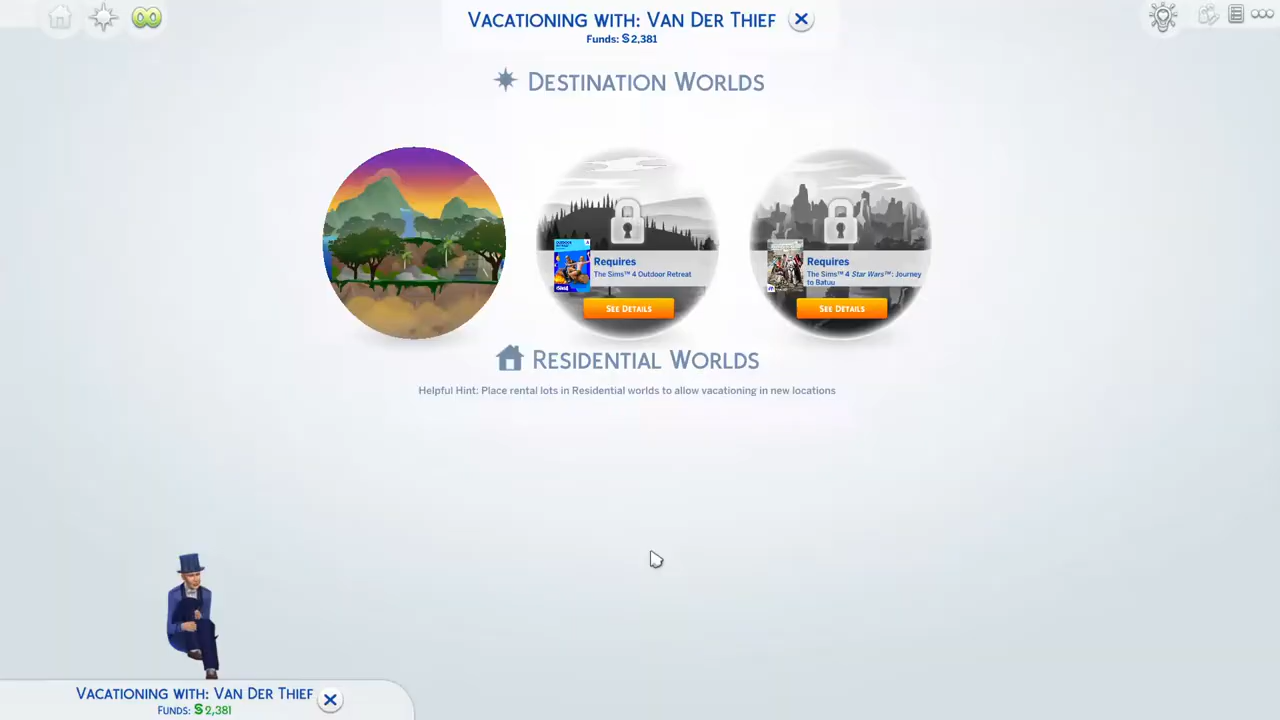 VACATIONING WITH: VAN DER THIEF
FUNDS: §2,381
DESTINATION WORLDS
Requires
The Sims™ 4 Outdoor Retreat
SEE DETAILS
Requires
The Sims™ 4 Star Wars™: Journey
to Batuu
SEE DETAILS
RESIDENTIAL WORLDS
Helpful Hint: Place rental lots in Residential worlds to allow vacationing in new locations
VACATIONING WITH: VAN DER THIEF
FUNDS: §2,381